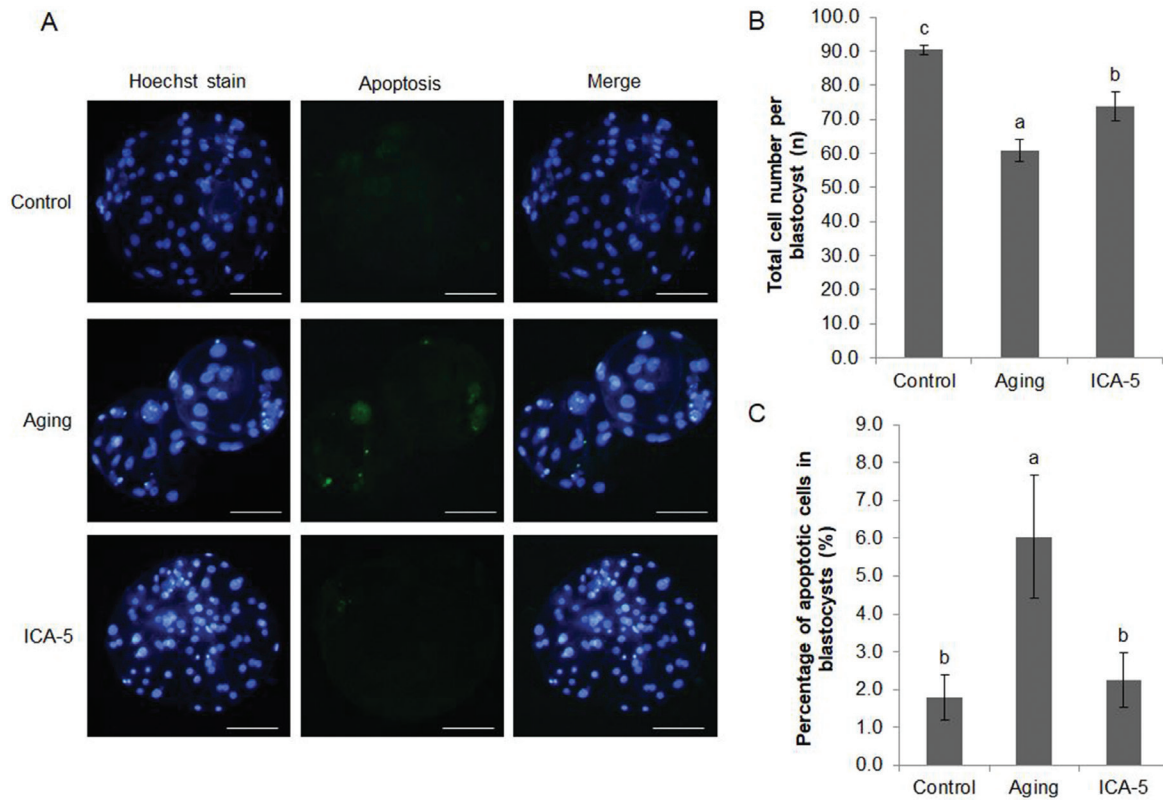 A
Hoechst stain Apoptosis Merge
Control
Aging
ICA-5
B
Total cell number per
blastocyst (n)
100.0
90.0
80.0
70.0
60.0
50.0
40.0
30.0
20.0
10.0
0.0
c
a
b
Control Aging ICA-5
C
Percentage of apoptotic cells in
blastocysts (%)
9.0
8.0
7.0
6.0
5.0
4.0
3.0
2.0
1.0
0.0
b
a
b
Control Aging ICA-5